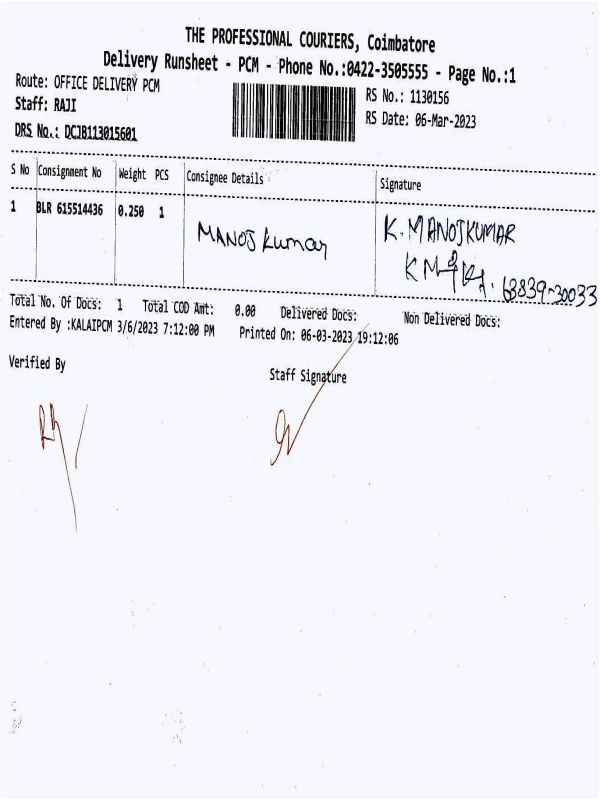 THE PROFESSIONAL COURIERS, Coimbatore
Delivery Runsheet - PCM - Phone No.:0422-3505555 - Page No.:1
Route: OFFICE DELIVERY PCM
RS No.: 1130156
Staff: RAJI
RS Date: 06-Mar-2023
DRS No.: DCJB113015601
S No Consignment No Weight PCS Consignee Details Signature
1 BLR 615514436 0.250 1 MANOJ kumar K. MANOJKUMAR
63839-30033
Total No. Of Docs: 1 Total COD Amt: 0.00 Delivered Docs: Non Delivered Docs:
Entered By :KALAIPCM 3/6/2023 7:12:00 PM Printed On: 06-03-2023 19:12:06
Verified By
Staff Signature